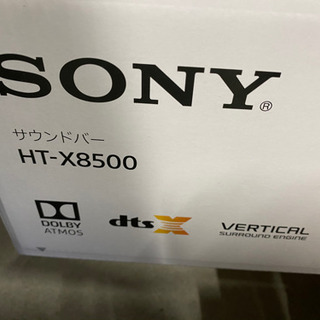 SONY®
サウンドバー
HT-X8500
DOLBY
ATMOS
dts X
VERTICAL
SURROUND ENGINE